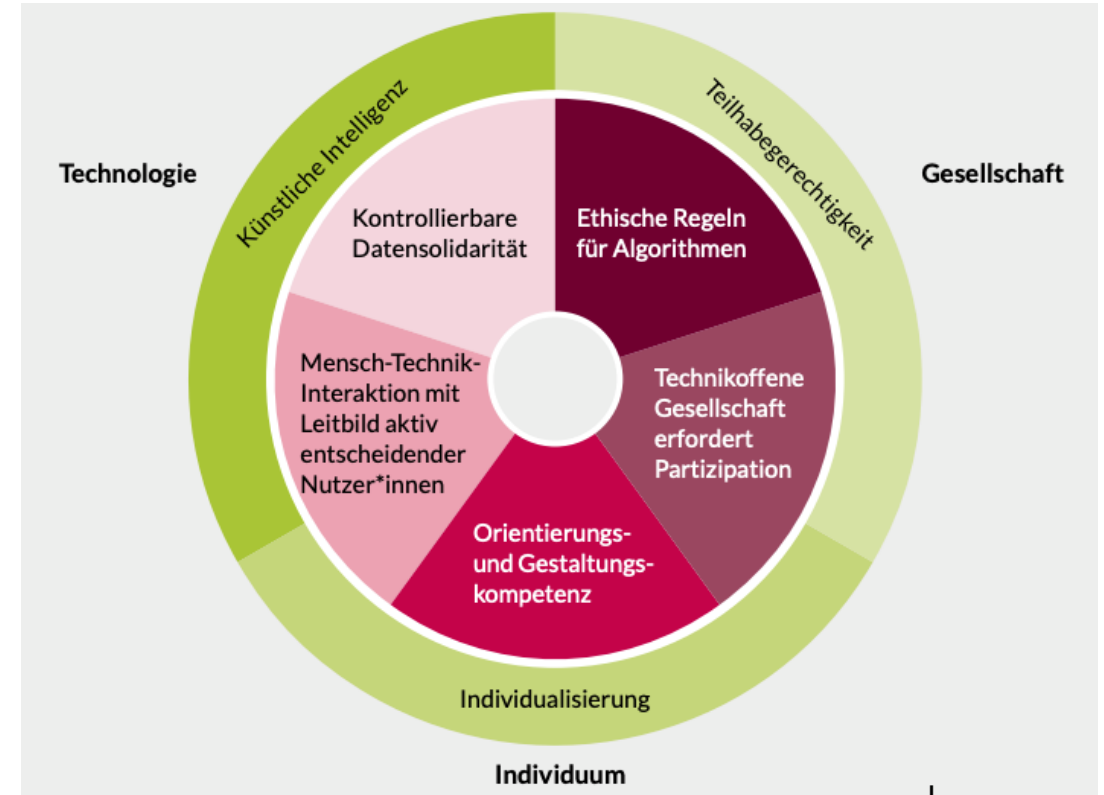 Künstliche Intelligenz
Teilhabegerechtigkeit
Technologie
Gesellschaft
Kontrollierbare
Datensolidarität
Ethische Regeln
für Algorithmen
Mensch-Technik-
Interaktion mit
Leitbild aktiv
entscheidender
Nutzer*innen
Technikoffene
Gesellschaft
erfordert
Partizipation
Orientierungs-
und Gestaltungs-
kompetenz
Individualisierung
Individuum